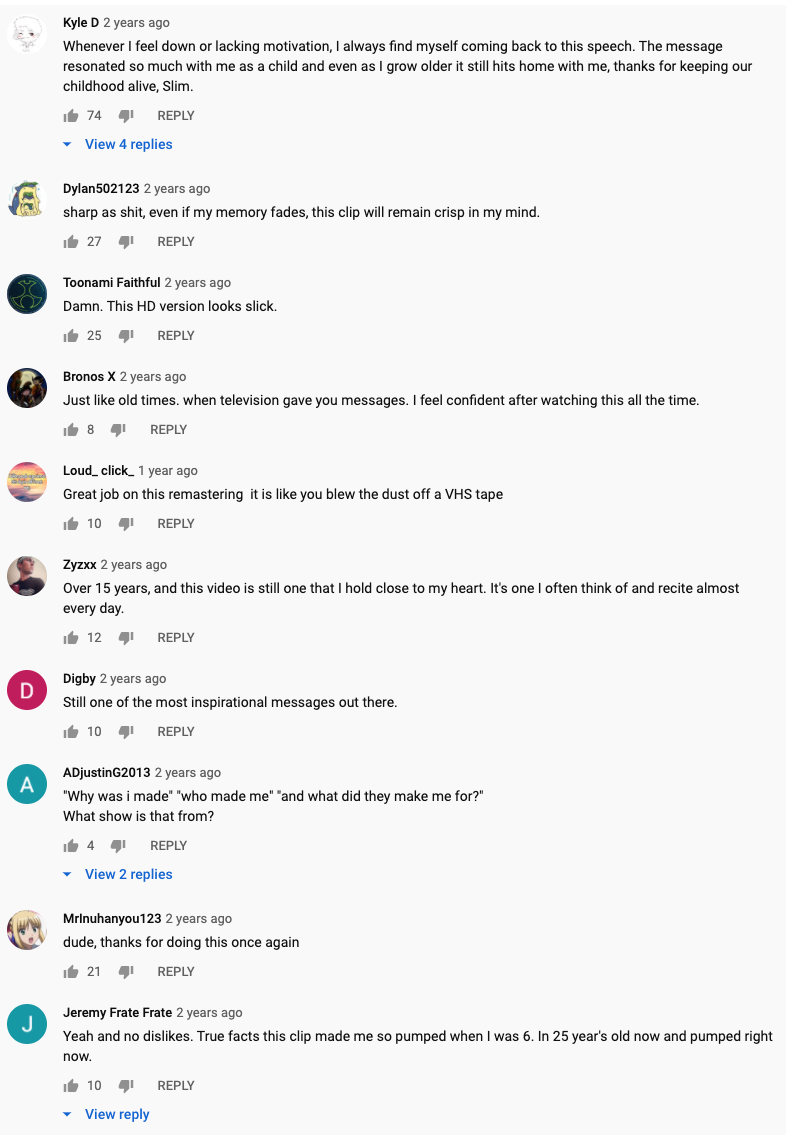 Kyle D 2 years ago
Whenever I feel down or lacking motivation, I always find myself coming back to this speech. The message
resonated so much with me as a child and even as I grow older it still hits home with me, thanks for keeping our
childhood alive, Slim.
74 REPLY
View 4 replies
Dylan502123 2 years ago
sharp as shit, even if my memory fades, this clip will remain crisp in my mind.
27 REPLY
Toonami Faithful 2 years ago
Damn. This HD version looks slick.
25 REPLY
Bronos X 2 years ago
Just like old times. when television gave you messages. I feel confident after watching this all the time.
8 REPLY
Loud_ click_ 1 year ago
Great job on this remastering  it is like you blew the dust off a VHS tape
10 REPLY
Zyzxx 2 years ago
Over 15 years, and this video is still one that I hold close to my heart. It's one I often think of and recite almost
every day.
12 REPLY
D
Digby 2 years ago
Still one of the most inspirational messages out there.
10 REPLY
A
ADjustinG2013 2 years ago
"Why was i made" "who made me" "and what did they make me for?"
What show is that from?
4 REPLY
View 2 replies
MrInuhanyou123 2 years ago
dude, thanks for doing this once again
21 REPLY
J
Jeremy Frate Frate 2 years ago
Yeah and no dislikes. True facts this clip made me so pumped when I was 6. In 25 year's old now and pumped right
now.
10 REPLY
View reply